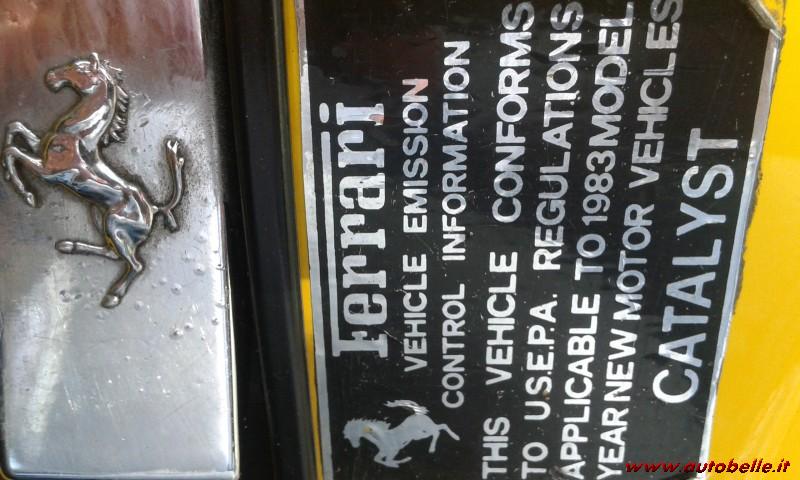 Ferrari
VEHICLE EMISSION
CONTROL INFORMATION
THIS VEHICLE CONFORMS
TO U.S.E.P.A. REGULATIONS
APPLICABLE TO 1983 MODEL
YEAR NEW MOTOR VEHICLES
CATALYST
www.autobelle.it